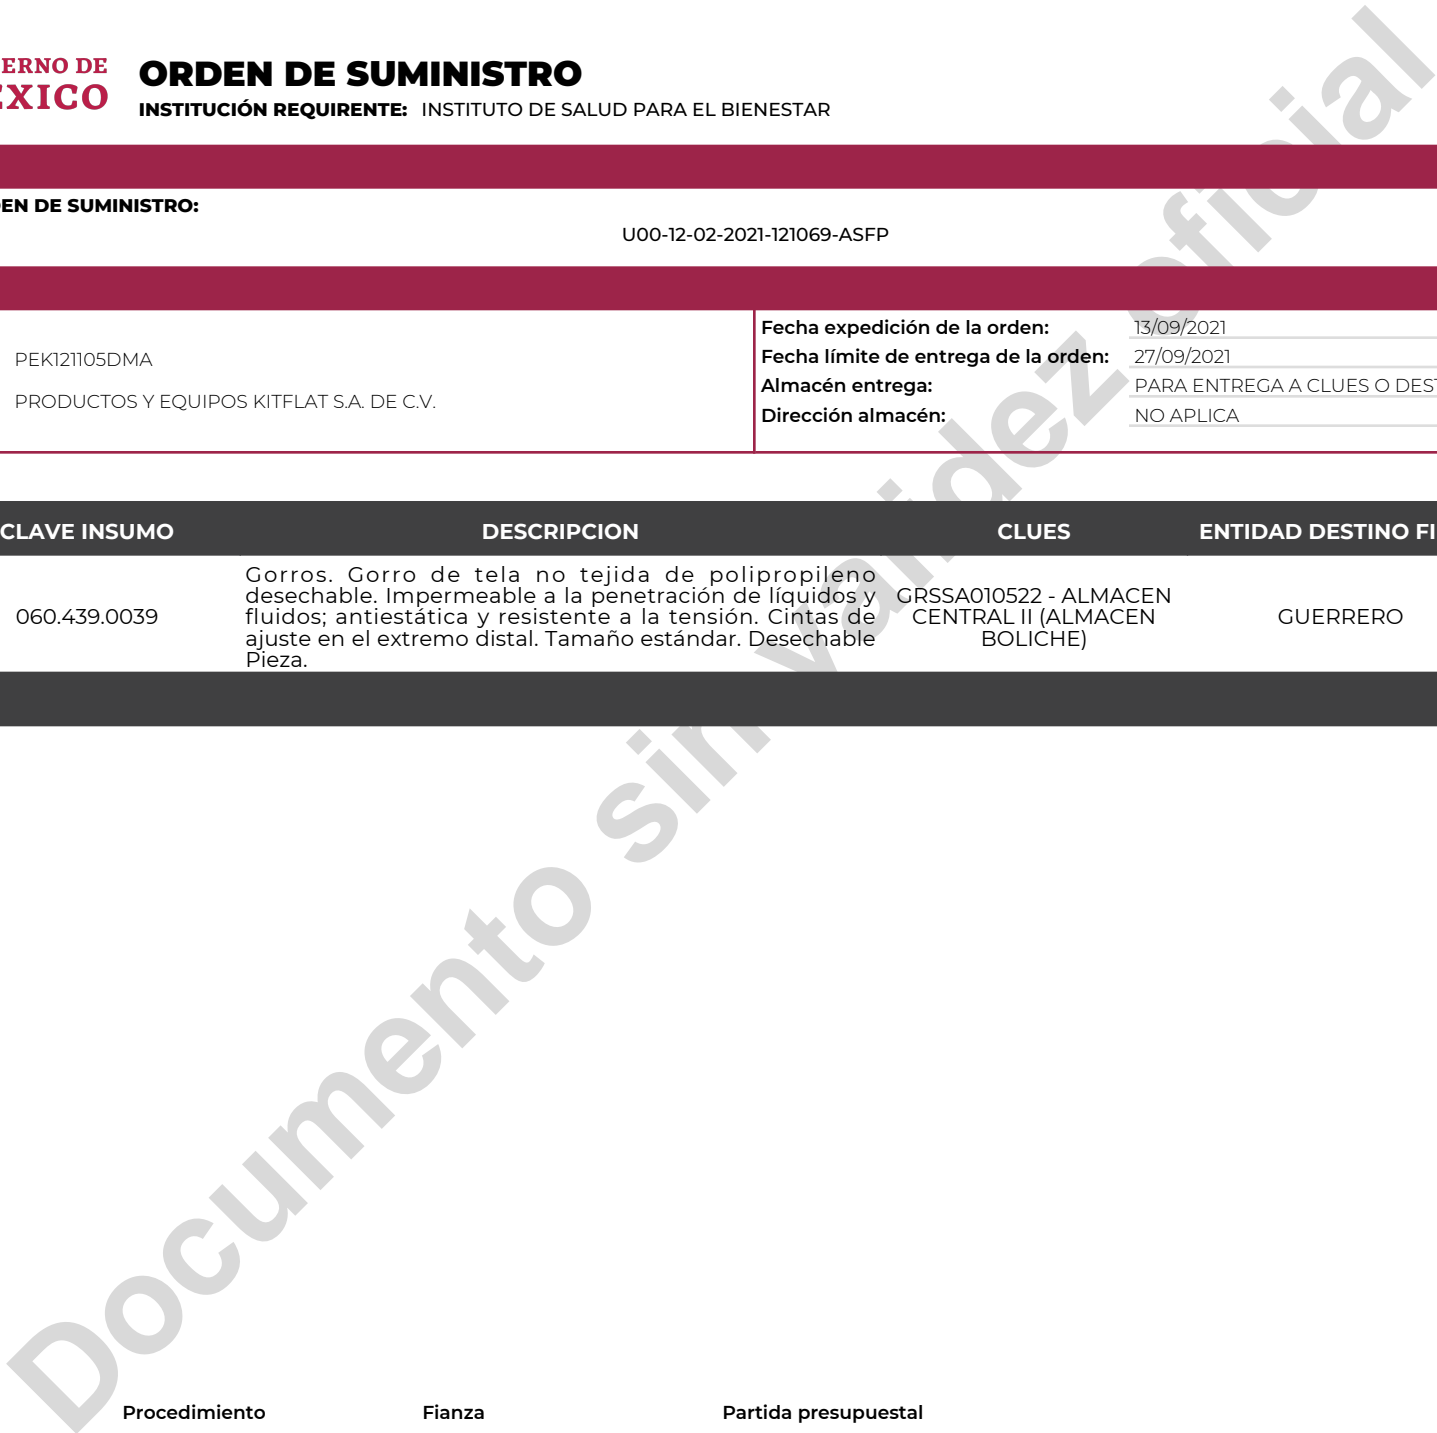 ERNO DE
ÉXICO
ORDEN DE SUMINISTRO
INSTITUCIÓN REQUIRENTE: INSTITUTO DE SALUD PARA EL BIENESTAR
EN DE SUMINISTRO:
U00-12-02-2021-121069-ASFP
PEK121105DMA
PRODUCTOS Y EQUIPOS KITFLAT S.A. DE C.V.
Fecha expedición de la orden: 13/09/2021
Fecha límite de entrega de la orden: 27/09/2021
Almacén entrega: PARA ENTREGA A CLUES O DEST
Dirección almacén: NO APLICA
CLAVE INSUMO DESCRIPCION CLUES ENTIDAD DESTINO FI
060.439.0039
Gorros. Gorro de tela no tejida de polipropileno
desechable. Impermeable a la penetración de líquidos y
fluidos; antiestática y resistente a la tensión. Cintas de
ajuste en el extremo distal. Tamaño estándar. Desechable
Pieza.
GRSSA010522 - ALMACEN
CENTRAL II (ALMACEN
BOLICHE)
GUERRERO
Documento sin validez oficial
Procedimiento Fianza Partida presupuestal